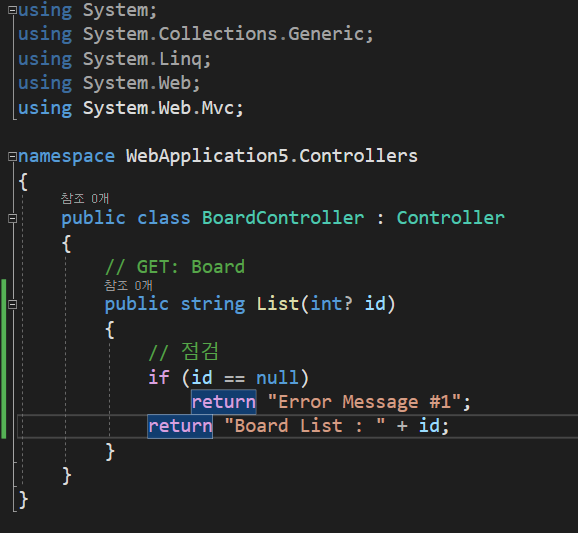 using System;
using System.Collections.Generic;
using System.Linq;
using System.Web;
using System.Web.Mvc;
namespace WebApplication5.Controllers
{
참조 0개
public class BoardController : Controller
{
// GET: Board
참조 0개
public string List(int? id)
{
// 점검
if (id == null)
return "Error Message #1";
return "Board List : " + id;
}
}
}